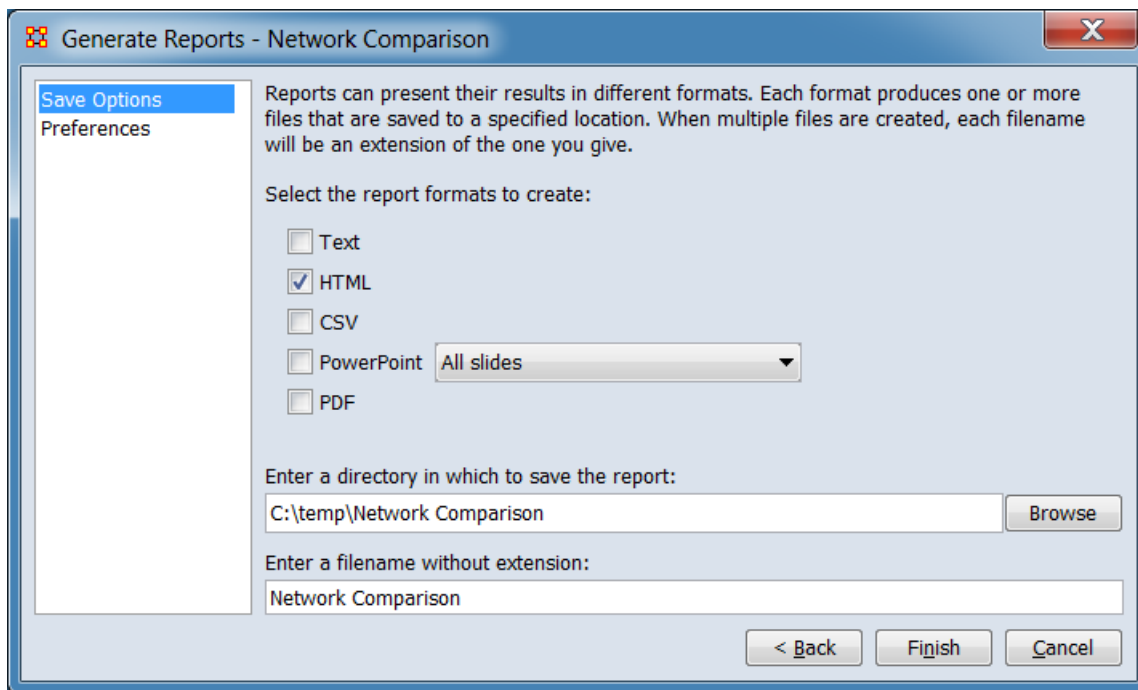 Generate Reports - Network Comparison
X
Save Options
Preferences
Reports can present their results in different formats. Each format produces one or more
files that are saved to a specified location. When multiple files are created, each filename
will be an extension of the one you give.
Select the report formats to create:
Text
HTML
CSV
PowerPoint All slides
PDF
Enter a directory in which to save the report:
C:\temp\Network Comparison Browse
Enter a filename without extension:
Network Comparison
< Back Finish Cancel